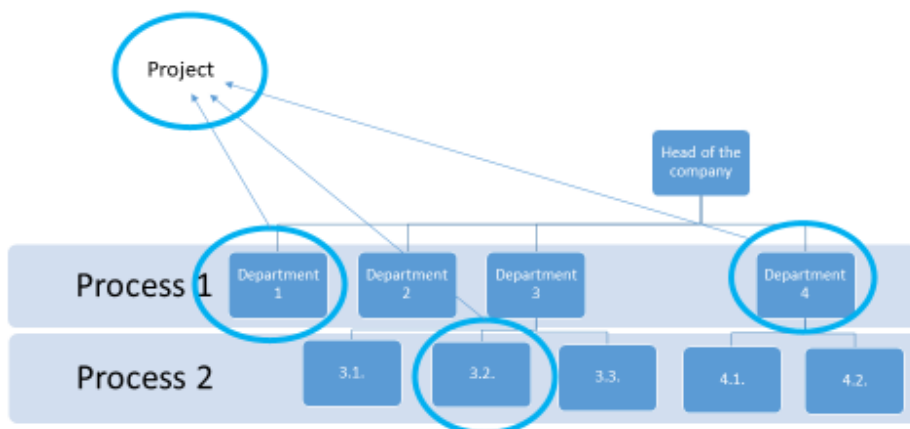 Project
Head of the
company
Process 1
Department
1
Department
2
Department
3
Department
4
Process 2
3.1.
3.2.
3.3.
4.1.
4.2.